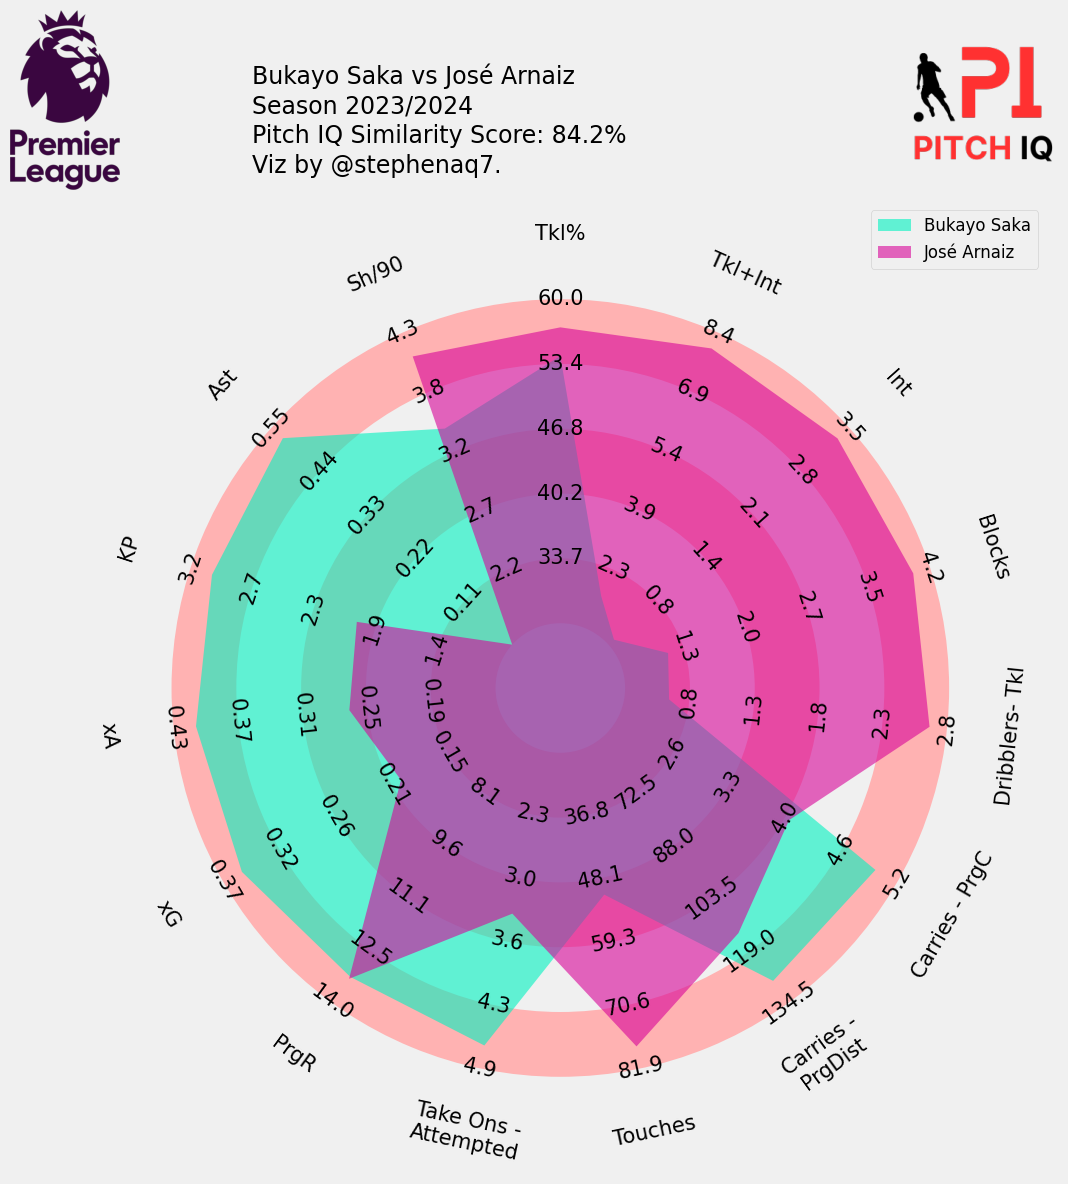 Premier
League
Bukayo Saka vs José Arnaiz
Season 2023/2024
Pitch IQ Similarity Score: 84.2%
Viz by @stephenaq7.
PI
PITCH IQ
Bukayo Saka
José Arnaiz
Tkl%
60.0
53.4
46.8
40.2
33.7
Tkl+Int
8.4
6.9
5.4
3.9
2.3
Int
3.5
2.8
2.1
1.4
0.8
Blocks
4.2
3.5
2.7
2.0
1.3
Dribblers- Tkl
2.8
2.3
1.8
1.3
0.8
Carries - PrgC
5.2
4.6
4.0
3.3
2.6
Carries -
PrgDist
134.5
119.0
103.5
88.0
72.5
Touches
81.9
70.6
59.3
48.1
36.8
Take Ons -
Attempted
4.9
4.3
3.6
3.0
2.3
PrgR
14.0
12.5
11.1
9.6
8.1
xG
0.37
0.32
0.26
0.21
0.15
xA
0.43
0.37
0.31
0.25
0.19
KP
3.2
2.7
2.3
1.9
1.4
Ast
0.55
0.44
0.33
0.22
0.11
Sh/90
4.3
3.8
3.2
2.7
2.2